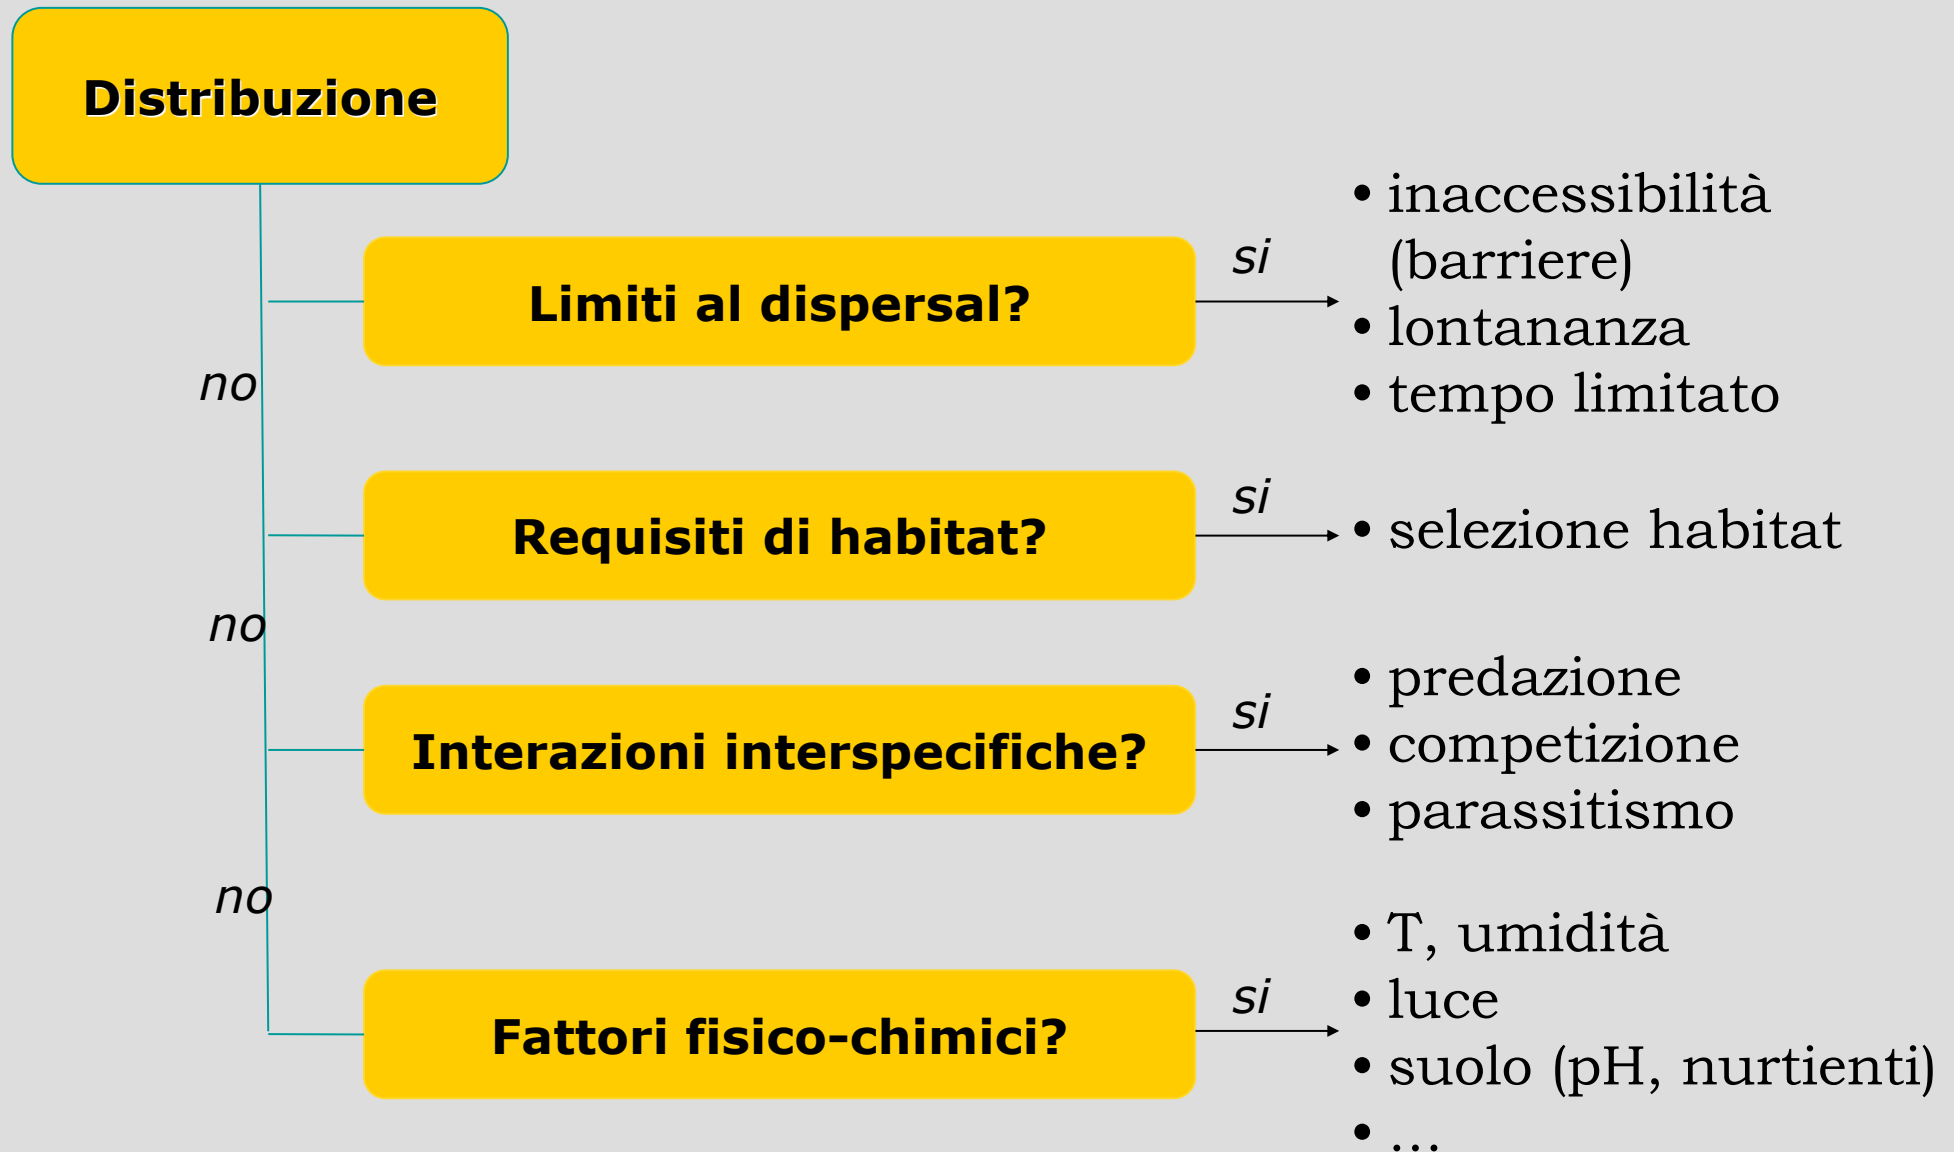 Distribuzione
Limiti al dispersal?
si
• inaccessibilità
(barriere)
• lontananza
• tempo limitato
no
Requisiti di habitat?
si
• selezione habitat
no
Interazioni interspecifiche?
si
• predazione
• competizione
• parassitismo
no
Fattori fisico-chimici?
si
• T, umidità
• luce
• suolo (pH, nurtienti)
• ...